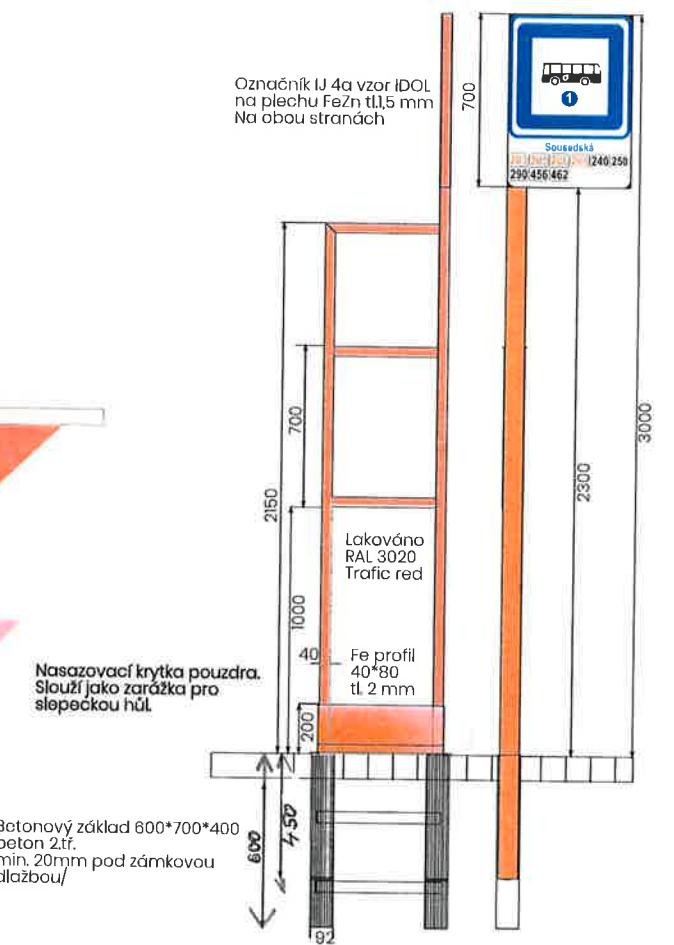 Označník IJ 4a vzor IDOL
na plechu FeZn tl.1,5 mm
Na obou stranách
700
1
Sousedská
240 250
290 456 462
3000
2300
2150
700
1000
Lakováno
RAL 3020
Trafic red
40
Fe profil
40*80
tl. 2 mm
200
Nasazovací krytka pouzdra.
Slouží jako zarážka pro
slepeckou hůl.
Betonový základ 600*700*400
beton 2.tř.
min. 20mm pod zámkovou
dlažbou/
600
450
92